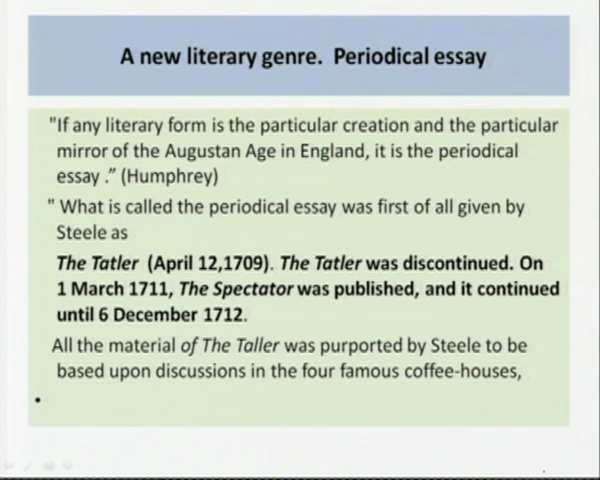 A new literary genre.  Periodical essay
"If any literary form is the particular creation and the particular
mirror of the Augustan Age in England, it is the periodical
essay .” (Humphrey)
" What is called the periodical essay was first of all given by
Steele as
The Tatler (April 12,1709). The Tatler was discontinued. On
1 March 1711, The Spectator was published, and it continued
until 6 December 1712.
All the material of The Taller was purported by Steele to be
based upon discussions in the four famous coffee-houses,
•